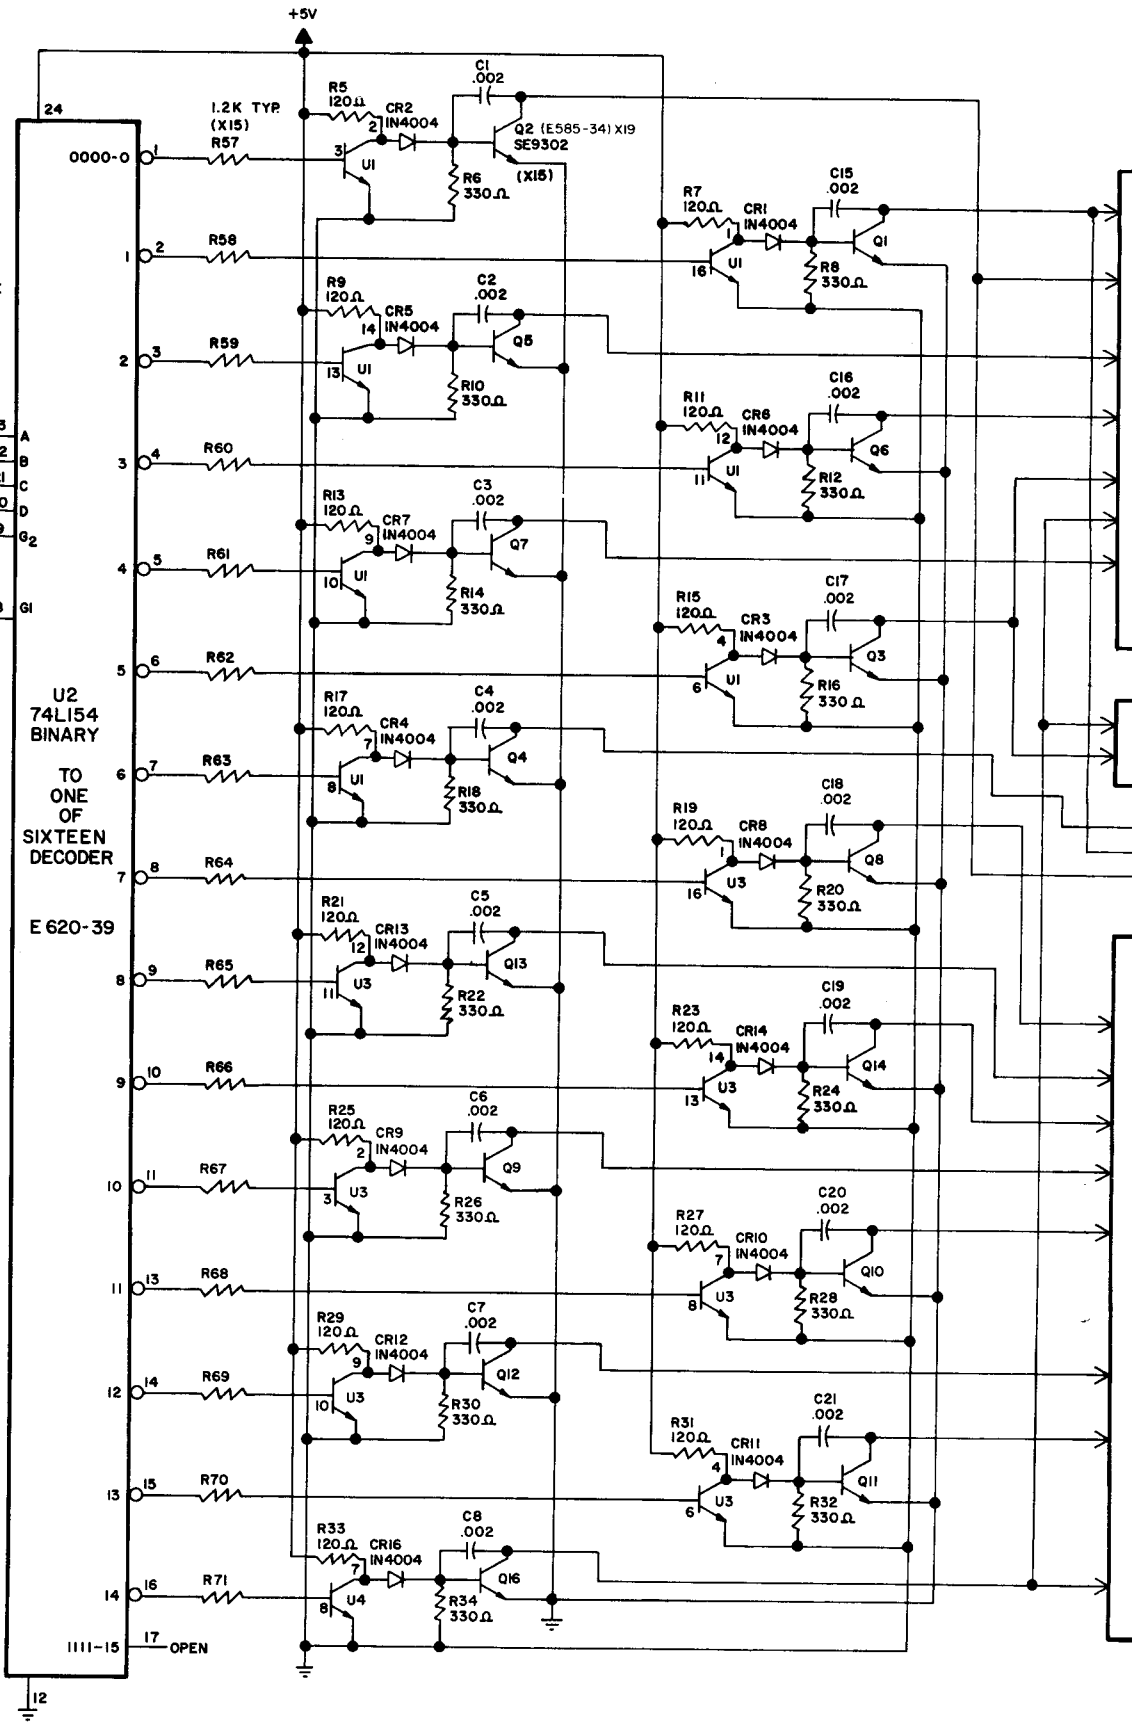 +5V
24
0000-0
1
1.2K TYP.
(X15)
R57
R5
120Ω
2
CR2
IN4004
3
U1
C1
.002
Q2 (E585-34) X19
SE9302
(X15)
R6
330Ω
1
2
R58
R7
120Ω
1
CR1
IN4004
16
U1
C15
.002
Q1
R8
330Ω
2
3
R59
R9
120Ω
14
CR5
IN4004
13
U1
C2
.002
Q5
R10
330Ω
3
4
R60
R11
120Ω
12
CR6
IN4004
11
U1
C16
.002
Q6
R12
330Ω
A
B
C
D
G2
G1
4
5
R61
R13
120Ω
9
CR7
IN4004
10
U1
C3
.002
Q7
R14
330Ω
5
6
R62
R15
120Ω
4
CR3
IN4004
6
U1
C17
.002
Q3
R16
330Ω
U2
74L154
BINARY
TO
ONE
OF
SIXTEEN
DECODER
E620-39
6
7
R63
R17
120Ω
7
CR4
IN4004
8
U1
C4
.002
Q4
R18
330Ω
7
8
R64
R19
120Ω
1
CR8
IN4004
16
U3
C18
.002
Q8
R20
330Ω
8
9
R65
R21
120Ω
12
CR13
IN4004
11
U3
C5
.002
Q13
R22
330Ω
9
10
R66
R23
120Ω
14
CR14
IN4004
13
U3
C19
.002
Q14
R24
330Ω
10
11
R67
R25
120Ω
2
CR9
IN4004
3
U3
C6
.002
Q9
R26
330Ω
11
13
R68
R27
120Ω
7
CR10
IN4004
8
U3
C20
.002
Q10
R28
330Ω
12
14
R69
R29
120Ω
9
CR12
IN4004
10
U3
C7
.002
Q12
R30
330Ω
13
15
R70
R31
120Ω
4
CR11
IN4004
6
U3
C21
.002
Q11
R32
330Ω
14
16
R71
R33
120Ω
7
CR16
IN4004
8
U4
C8
.002
Q16
R34
330Ω
1111-15
17
OPEN
12